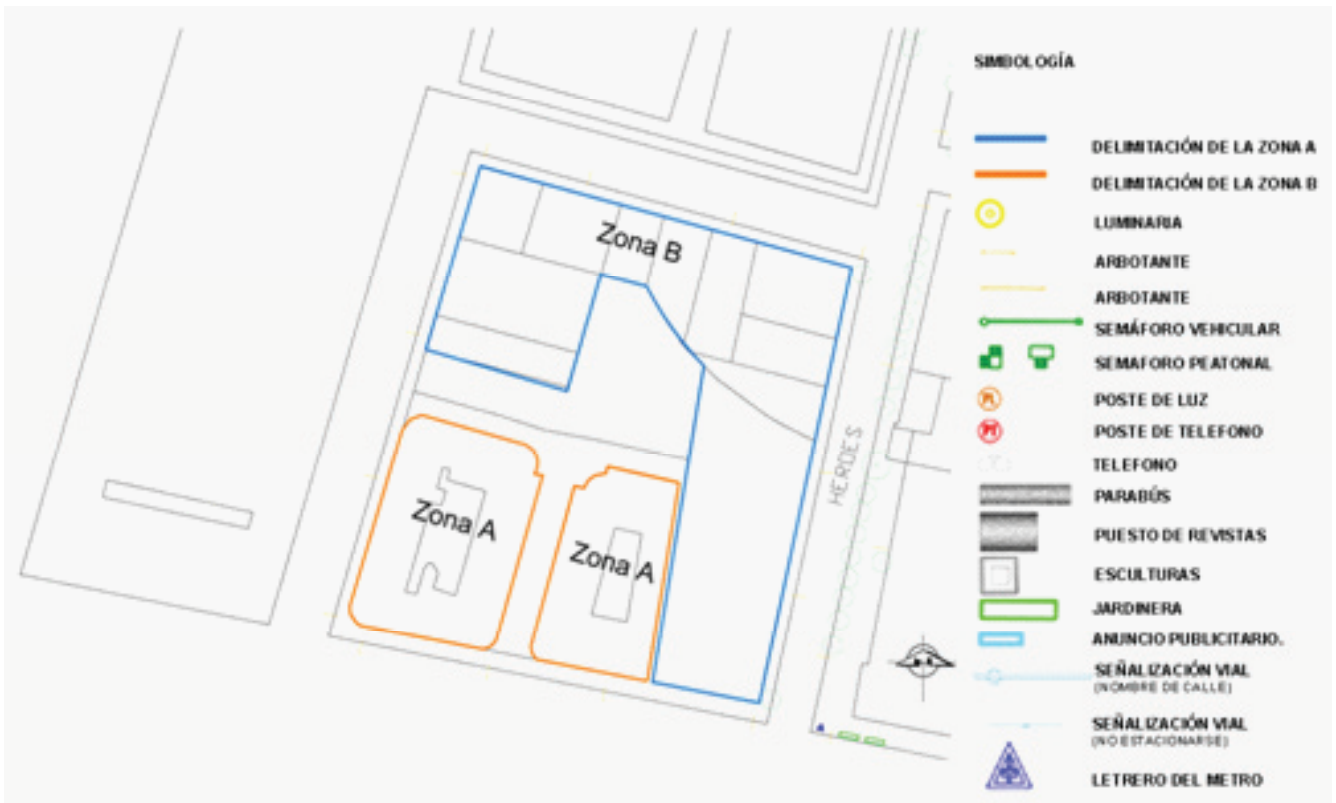 Zona B
Zona A
Zona A
HERDES
SIMBOLOGÍA
DELIMITACIÓN DE LA ZONA A
DELIMITACIÓN DE LA ZONA B
LUMINARIA
ARBOTANTE
ARBOTANTE
SEMÁFORO VEHICULAR
SEMAFORO PEATONAL
POSTE DE LUZ
POSTE DE TELEFONO
TELEFONO
PARABÚS
PUESTO DE REVISTAS
ESCULTURAS
JARDINERA
ANUNCIO PUBLICITARIO.
SEÑALIZACIÓN VIAL
(NOMBRE DE CALLE)
SEÑALIZACIÓN VIAL
(NO ESTACIONARSE)
LETRERO DEL METRO